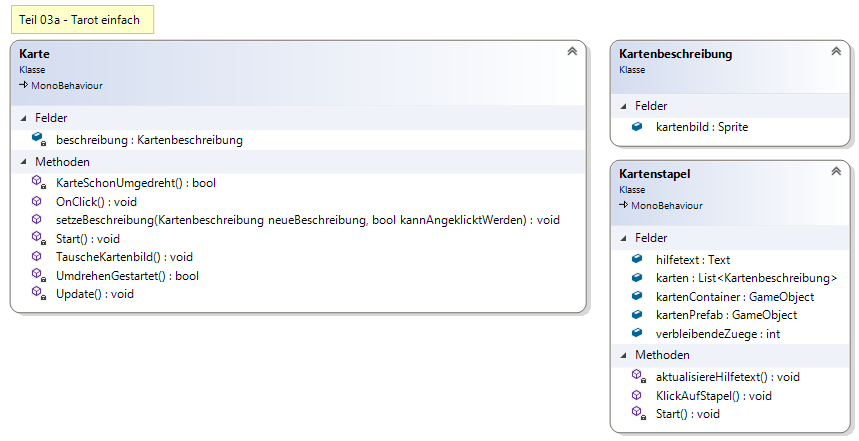 Teil 03a - Tarot einfach
Karte
Klasse
MonoBehaviour
Felder
beschreibung : Kartenbeschreibung
Methoden
KarteSchonUmgedreht() : bool
OnClick() : void
setzeBeschreibung(Kartenbeschreibung neueBeschreibung, bool kannAngeklicktWerden) : void
Start() : void
TauscheKartenbild() : void
UmdrehenGestartet() : bool
Update() : void
Kartenbeschreibung
Klasse
Felder
kartenbild : Sprite
Kartenstapel
Klasse
MonoBehaviour
Felder
hilfetext : Text
karten : List<Kartenbeschreibung>
kartenContainer : GameObject
kartenPrefab : GameObject
verbleibendeZuege : int
Methoden
aktualisiereHilfetext() : void
KlickAufStapel() : void
Start() : void